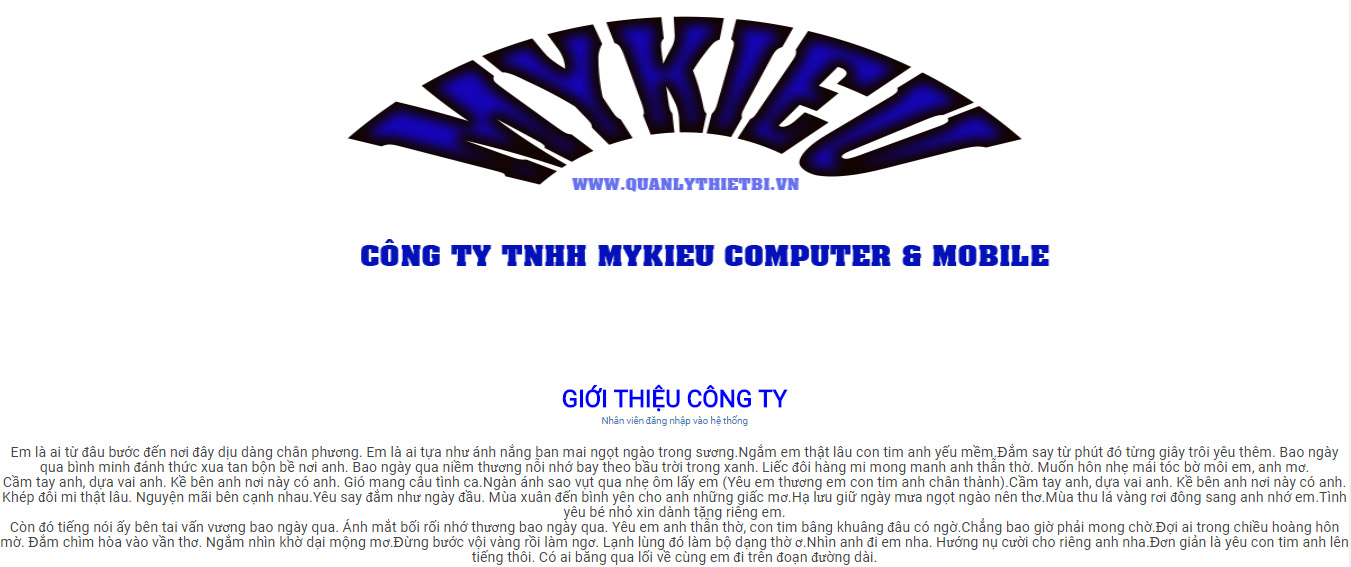 MYKIEU
WWW.QUANLYTHIETBI.VN
CÔNG TY TNHH MYKIEU COMPUTER & MOBILE
GIỚI THIỆU CÔNG TY
Nhân viên đăng nhập vào hệ thống
Em là ai từ đâu bước đến nơi đây dịu dàng chân phương. Em là ai tựa như ánh nắng ban mai ngọt ngào trong sương.Ngắm em thật lâu con tim anh yếu mềm.Đắm say từ phút đó từng giây trôi yêu thêm. Bao ngày
qua bình minh đánh thức xua tan bộn bề nơi anh. Bao ngày qua niềm thương nỗi nhớ bay theo bầu trời trong xanh. Liếc đôi hàng mi mong manh anh thẫn thờ. Muốn hôn nhẹ mái tóc bờ môi em, anh mơ.
Cầm tay anh, dựa vai anh. Kề bên anh nơi này có anh. Gió mang câu tình ca.Ngàn ánh sao vụt qua nhẹ ôm lấy em (Yêu em thương em con tim anh chân thành).Cầm tay anh, dựa vai anh. Kề bên anh nơi này có anh.
Khép đôi mi thật lâu. Nguyện mãi bên cạnh nhau.Yêu say đắm như ngày đầu. Mùa xuân đến bình yên cho anh những giấc mơ.Hạ lưu giữ ngày mưa ngọt ngào nên thơ.Mùa thu lá vàng rơi đông sang anh nhớ em.Tình
yêu bé nhỏ xin dành tặng riêng em.
Còn đó tiếng nói ấy bên tai vấn vương bao ngày qua. Ánh mắt bối rối nhớ thương bao ngày qua. Yêu em anh thẫn thờ, con tim bâng khuâng đâu có ngờ.Chẳng bao giờ phải mong chờ.Đợi ai trong chiều hoàng hôn
mờ. Đắm chìm hòa vào vần thơ. Ngắm nhìn khờ dại mộng mơ.Đừng bước vội vàng rồi làm ngơ. Lạnh lùng đó làm bộ dạng thờ ơ.Nhìn anh đi em nha. Hướng nụ cười cho riêng anh nha.Đơn giản là yêu con tim anh lên
tiếng thôi. Có ai băng qua lối về cùng em đi trên đoạn đường dài.